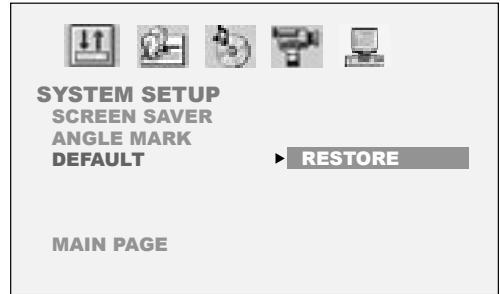 SYSTEM SETUP
SCREEN SAVER
ANGLE MARK
DEFAULT RESTORE
MAIN PAGE